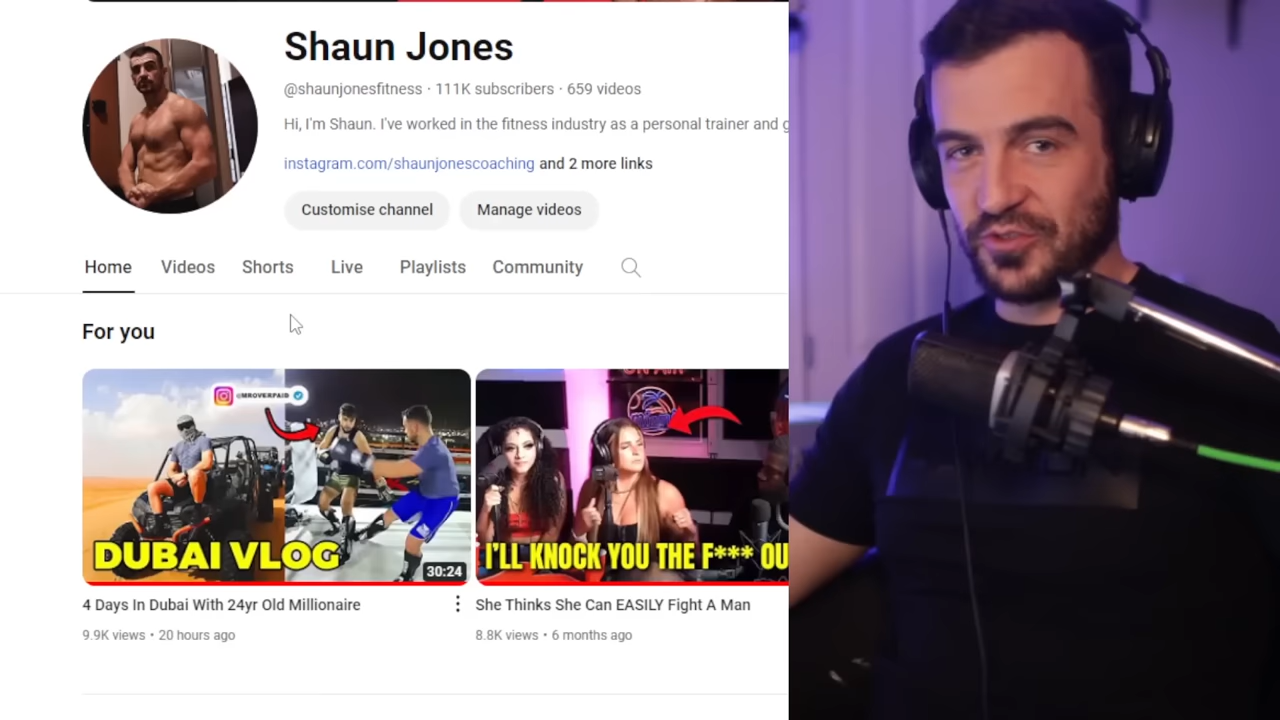 Shaun Jones
@shaunjonesfitness · 111K subscribers · 659 videos
Hi, I'm Shaun. I've worked in the fitness industry as a personal trainer and g
instagram.com/shaunjonescoaching and 2 more links
Customise channel Manage videos
Home Videos Shorts Live Playlists Community
For you
@MROVERPAID
ON AIR
DUBAI VLOG
30:24
I'LL KNOCK YOU THE F*** OU
4 Days In Dubai With 24yr Old Millionaire
She Thinks She Can EASILY Fight A Man
9.9K views • 20 hours ago
8.8K views • 6 months ago